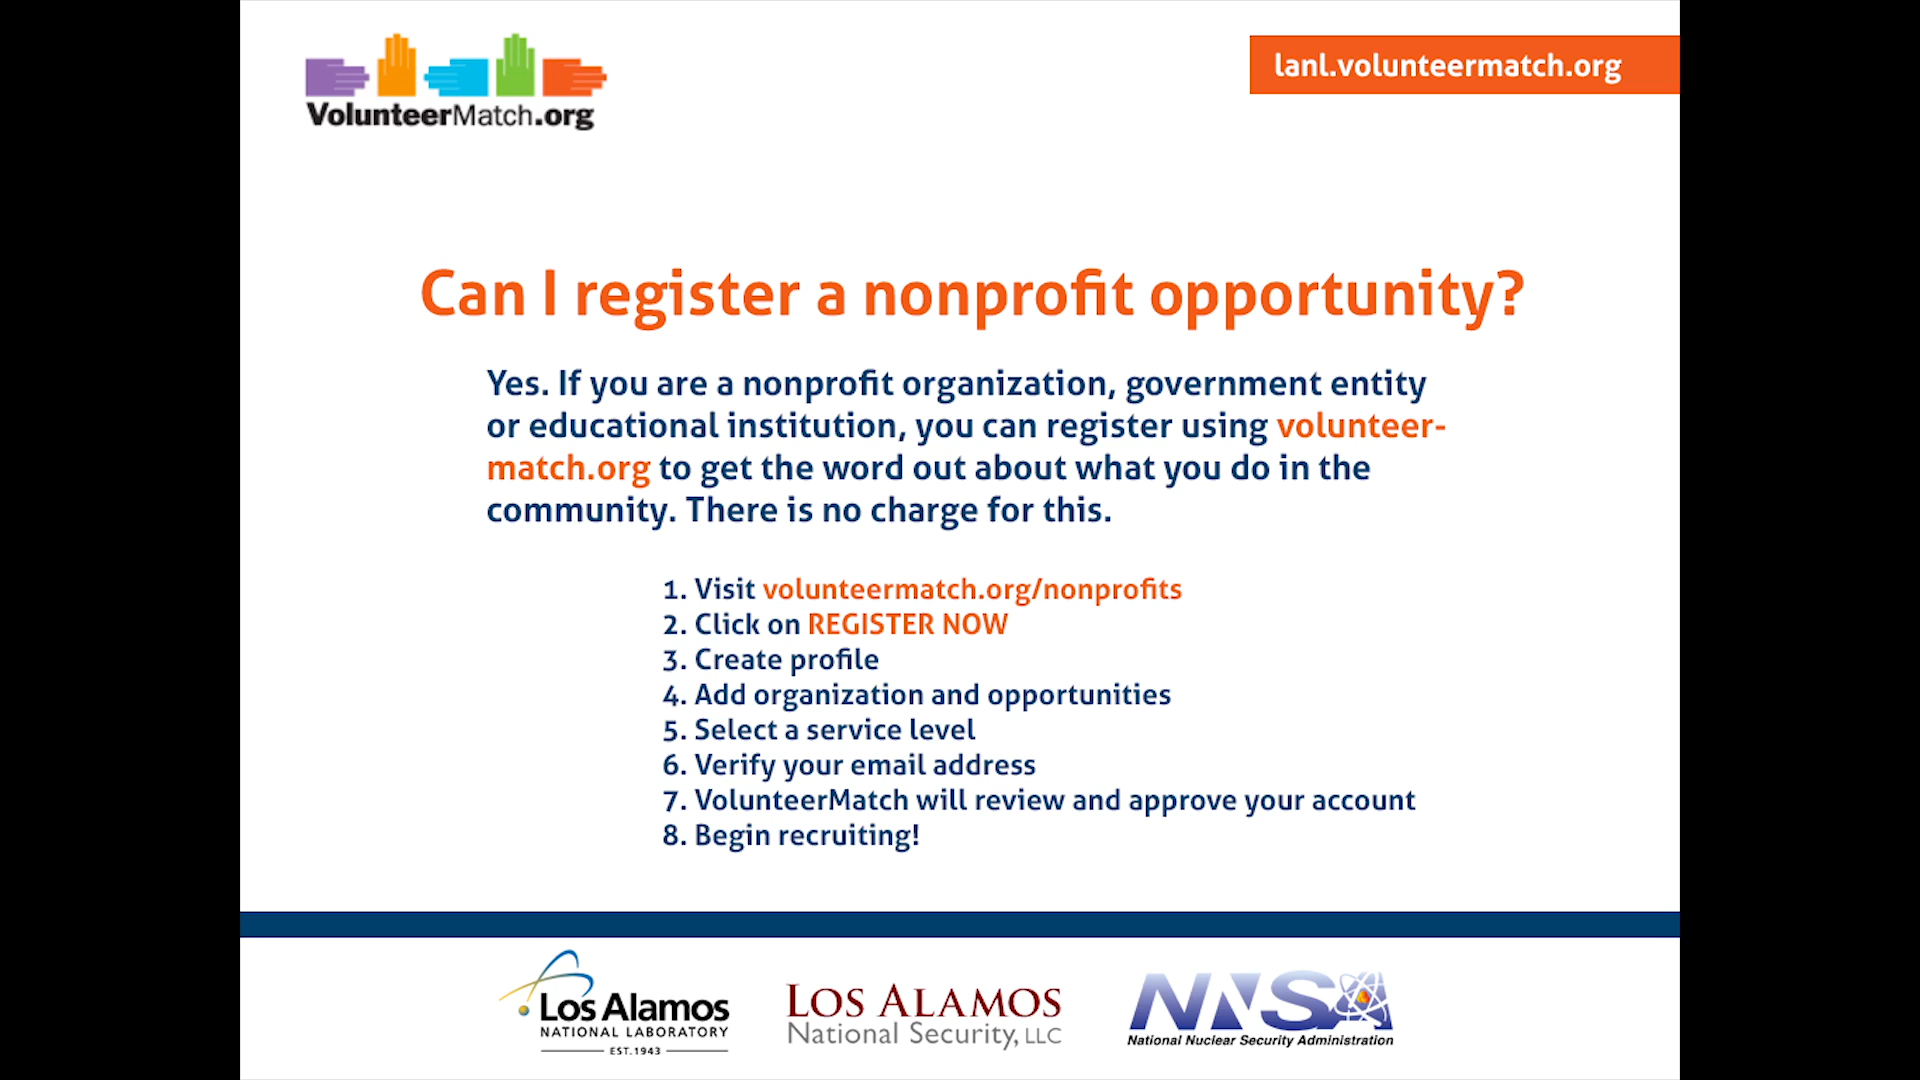 VolunteerMatch.org
lanl.volunteermatch.org
Can I register a nonprofit opportunity?
Yes. If you are a nonprofit organization, government entity
or educational institution, you can register using volunteer-
match.org to get the word out about what you do in the
community. There is no charge for this.
1. Visit volunteermatch.org/nonprofits
2. Click on REGISTER NOW
3. Create profile
4. Add organization and opportunities
5. Select a service level
6. Verify your email address
7. VolunteerMatch will review and approve your account
8. Begin recruiting!
Los Alamos
NATIONAL LABORATORY
EST.1943
LOS ALAMOS
National Security, LLC
NNSA
National Nuclear Security Administration